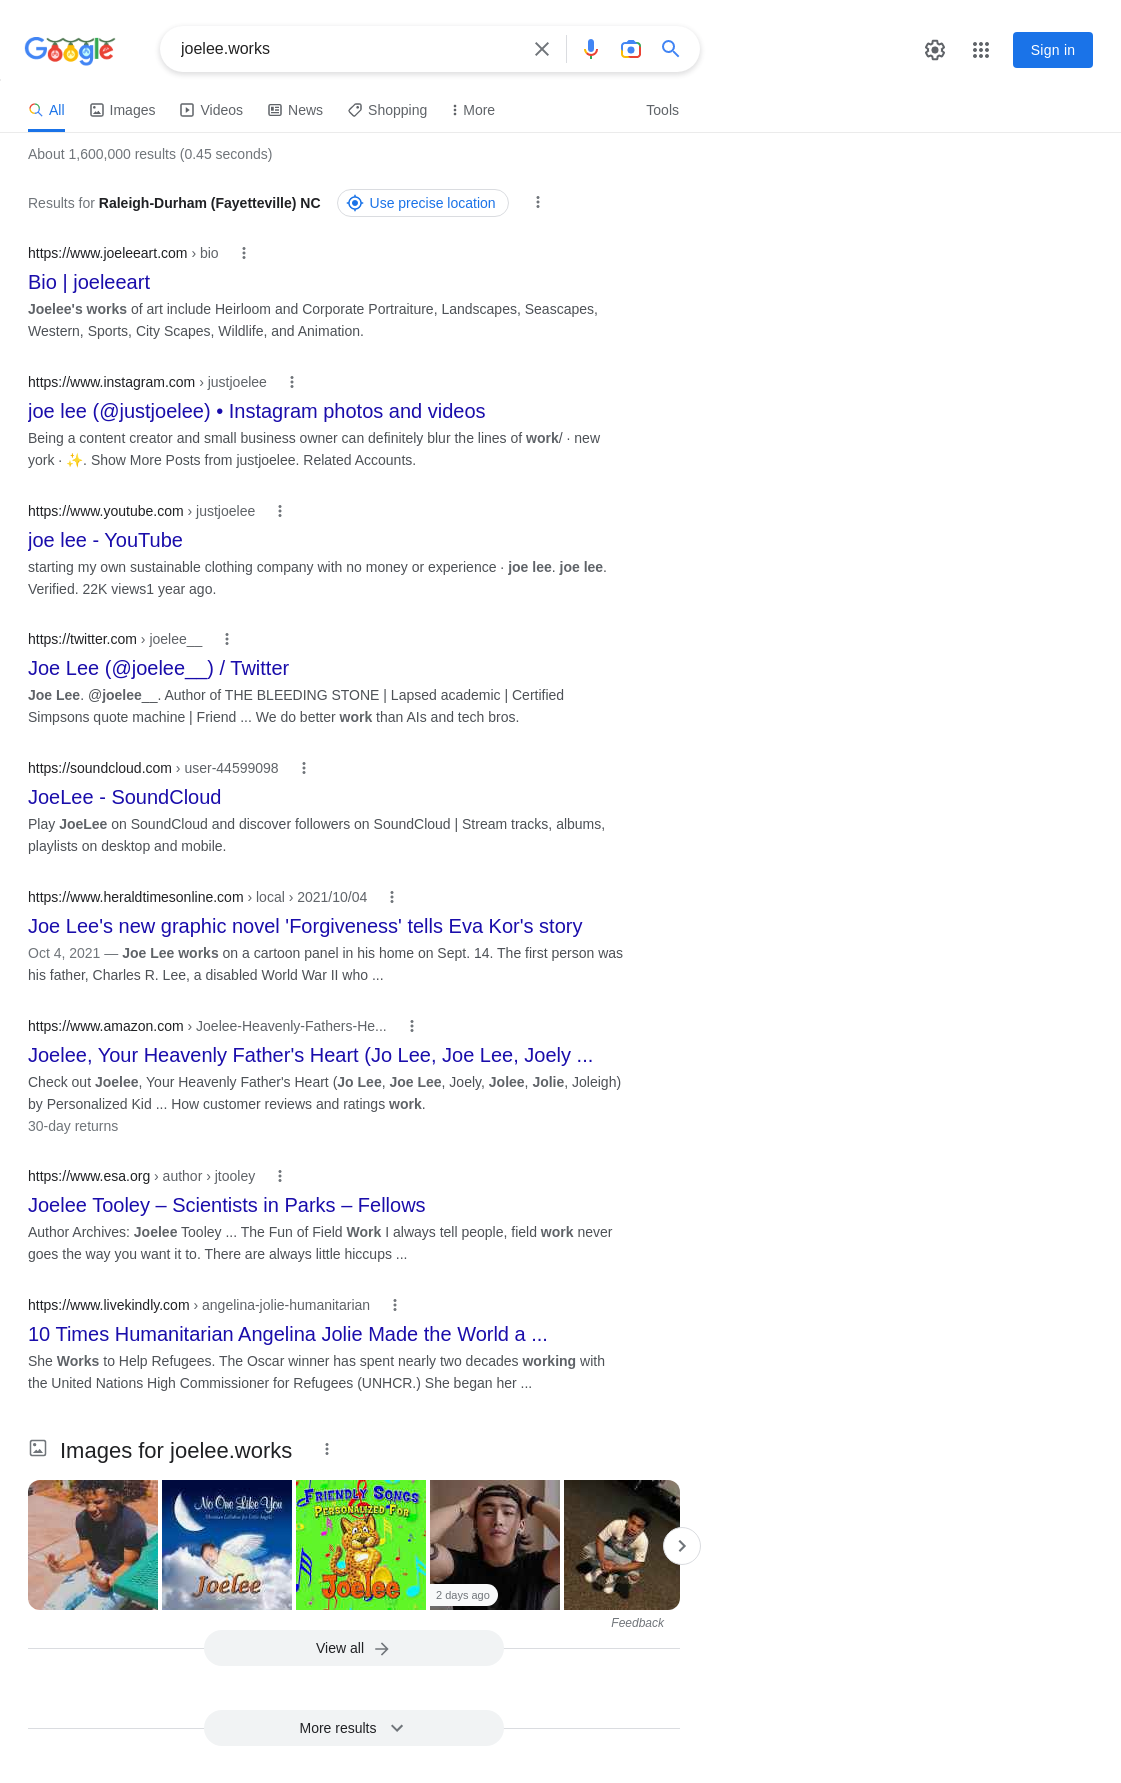 Google
joelee.works
Sign in
All
Images
Videos
News
Shopping
More
Tools
About 1,600,000 results (0.45 seconds)
Results for Raleigh-Durham (Fayetteville) NC
Use precise location
https://www.joeleeart.com › bio
Bio | joeleeart
Joelee's works of art include Heirloom and Corporate Portraiture, Landscapes, Seascapes,
Western, Sports, City Scapes, Wildlife, and Animation.
https://www.instagram.com › justjoelee
joe lee (@justjoelee) • Instagram photos and videos
Being a content creator and small business owner can definitely blur the lines of work/ · new
york · ✨. Show More Posts from justjoelee. Related Accounts.
https://www.youtube.com › justjoelee
joe lee - YouTube
starting my own sustainable clothing company with no money or experience · joe lee. joe lee.
Verified. 22K views1 year ago.
https://twitter.com › joelee__
Joe Lee (@joelee__) / Twitter
Joe Lee. @joelee__. Author of THE BLEEDING STONE | Lapsed academic | Certified
Simpsons quote machine | Friend ... We do better work than AIs and tech bros.
https://soundcloud.com › user-44599098
JoeLee - SoundCloud
Play JoeLee on SoundCloud and discover followers on SoundCloud | Stream tracks, albums,
playlists on desktop and mobile.
https://www.heraldtimesonline.com › local › 2021/10/04
Joe Lee's new graphic novel 'Forgiveness' tells Eva Kor's story
Oct 4, 2021 — Joe Lee works on a cartoon panel in his home on Sept. 14. The first person was
his father, Charles R. Lee, a disabled World War II who ...
https://www.amazon.com › Joelee-Heavenly-Fathers-He...
Joelee, Your Heavenly Father's Heart (Jo Lee, Joe Lee, Joely ...
Check out Joelee, Your Heavenly Father's Heart (Jo Lee, Joe Lee, Joely, Jolee, Jolie, Joleigh)
by Personalized Kid ... How customer reviews and ratings work.
30-day returns
https://www.esa.org › author › jtooley
Joelee Tooley – Scientists in Parks – Fellows
Author Archives: Joelee Tooley ... The Fun of Field Work I always tell people, field work never
goes the way you want it to. There are always little hiccups ...
https://www.livekindly.com › angelina-jolie-humanitarian
10 Times Humanitarian Angelina Jolie Made the World a ...
She Works to Help Refugees. The Oscar winner has spent nearly two decades working with
the United Nations High Commissioner for Refugees (UNHCR.) She began her ...
Images for joelee.works
No One Like You
Joelee
FRIENDLY SONGS
PERSONALIZED FOR
Joelee
2 days ago
Feedback
View all
More results